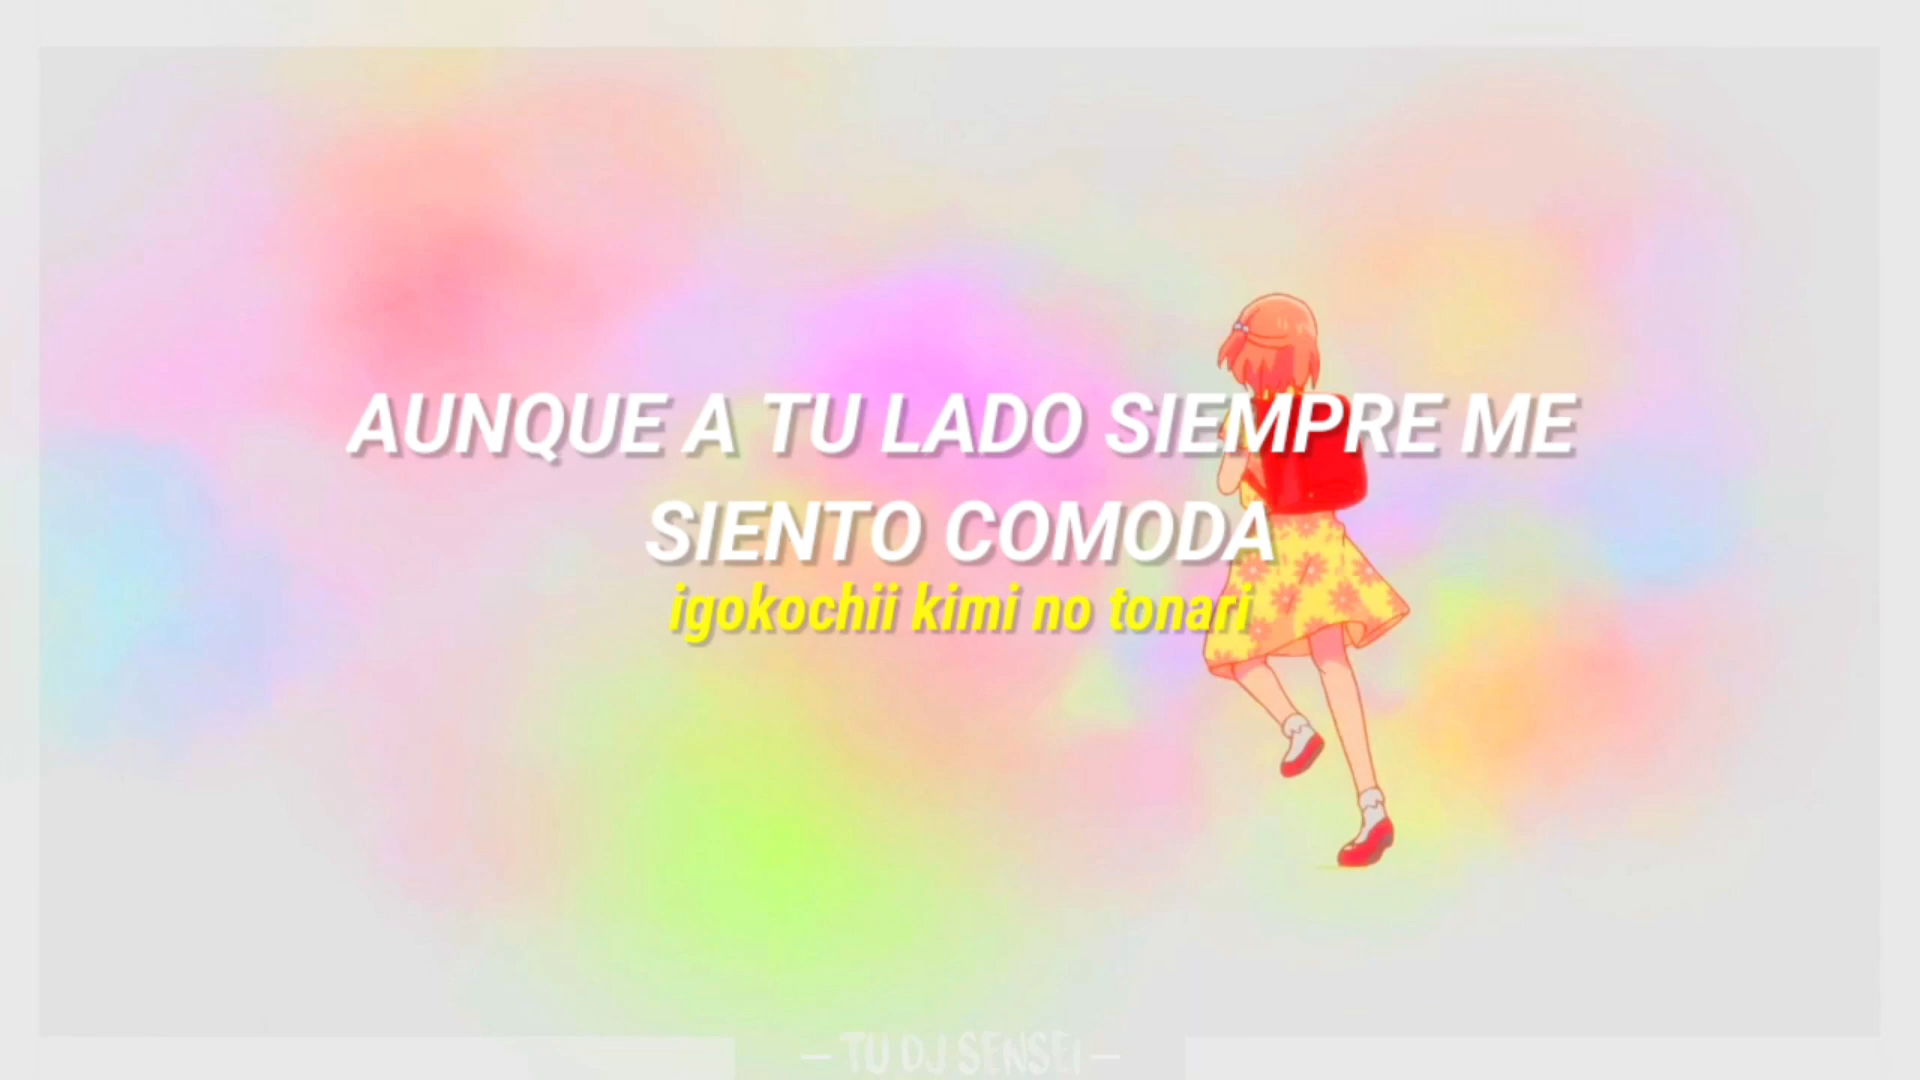 AUNQUE A TU LADO SIEMPRE ME
SIENTO COMODA
igokochii kimi no tonari
— TU DJ SENSEI —